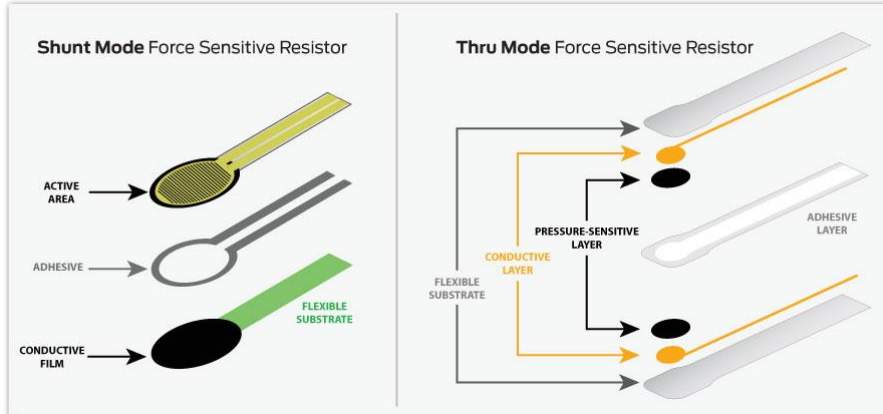 Shunt Mode Force Sensitive Resistor
ACTIVE
AREA
ADHESIVE
FLEXIBLE
SUBSTRATE
CONDUCTIVE
FILM
Thru Mode Force Sensitive Resistor
PRESSURE-SENSITIVE
LAYER
ADHESIVE
LAYER
CONDUCTIVE
LAYER
FLEXIBLE
SUBSTRATE